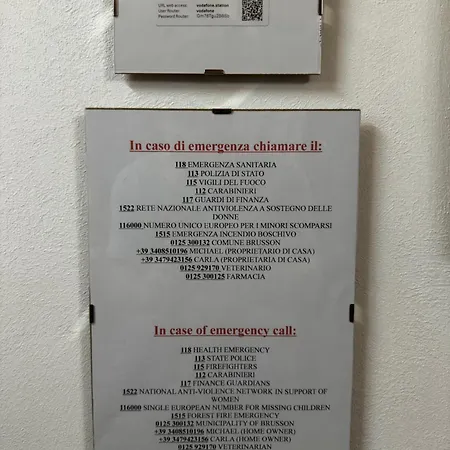 URL web access vodafone.station
User Router: vodafone
Password Router:
In caso di emergenza chiamare il:
118 EMERGENZA SANITARIA
113 POLIZIA DI STATO
115 VIGILI DEL FUOCO
112 CARABINIERI
117 GUARDI DI FINANZA
1522 RETE NAZIONALE ANTIVIOLENZA A SOSTEGNO DELLE
DONNE
116000 NUMERO UNICO EUROPEO PER I MINORI SCOMPARSI
1515 EMERGENZA INCENDIO BOSCHIVO
0125 300132 COMUNE BRUSSON
+39 3408510196 MICHAEL (PROPRIETARIO DI CASA)
+39 3479423156 CARLA (PROPRIETARIA DI CASA)
0125 929170 VETERINARIO
0125 300125 FARMACIA
In case of emergency call:
118 HEALTH EMERGENCY
113 STATE POLICE
115 FIREFIGHTERS
112 CARABINIERI
117 FINANCE GUARDIANS
1522 NATIONAL ANTI-VIOLENCE NETWORK IN SUPPORT OF
WOMEN
116000 SINGLE EUROPEAN NUMBER FOR MISSING CHILDREN
1515 FOREST FIRE EMERGENCY
0125 300132 MUNICIPALITY OF BRUSSON
+39 3408510196 MICHAEL (HOME OWNER)
+39 3479423156 CARLA (HOME OWNER)
0125 929170 VETERINARIAN